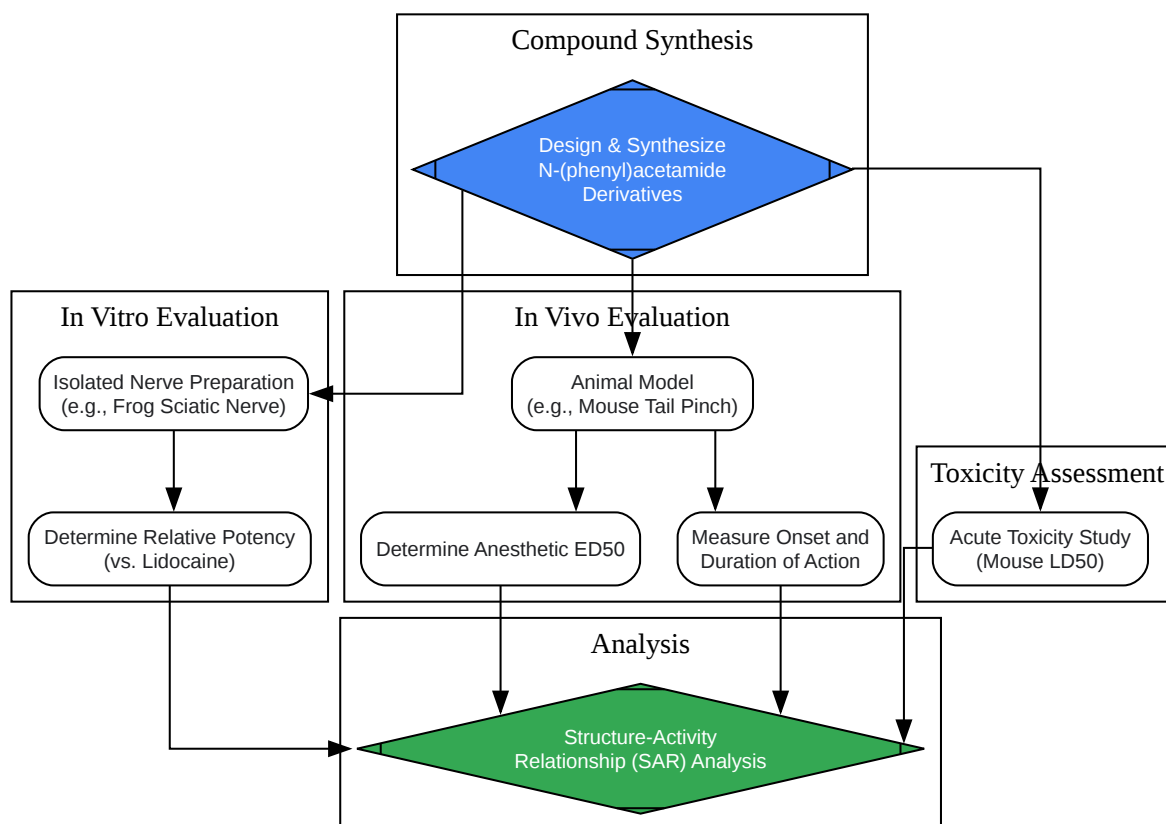 Compound Synthesis
Design & Synthesize
N-(phenyl)acetamide
Derivatives
In Vitro Evaluation
Isolated Nerve Preparation
(e.g., Frog Sciatic Nerve)
Determine Relative Potency
(vs. Lidocaine)
In Vivo Evaluation
Animal Model
(e.g., Mouse Tail Pinch)
Determine Anesthetic ED50
Measure Onset and
Duration of Action
Toxicity Assessment
Acute Toxicity Study
(Mouse LD50)
Analysis
Structure-Activity
Relationship (SAR) Analysis